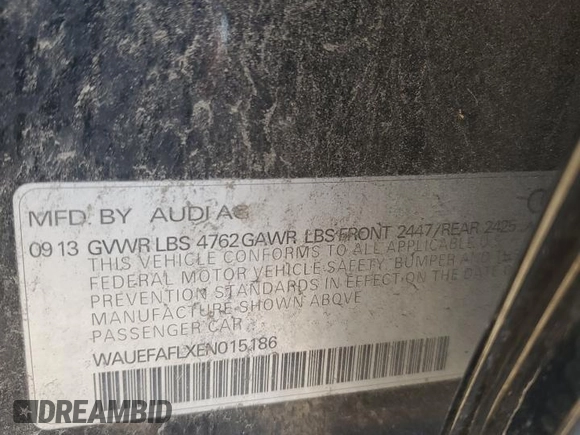 MFD. BY AUDI AG
09 13 GVWR LBS 4762 GAWR LBS FRONT 2447/REAR 2425
THIS VEHICLE CONFORMS TO ALL APPLICABLE U.S.
FEDERAL MOTOR VEHICLE SAFETY, BUMPER AND
PREVENTION STANDARDS IN EFFECT ON THE DATE
MANUFACTURE SHOWN ABOVE
PASSENGER CAR
WAUEFAFLXEN015186
DREAMBID